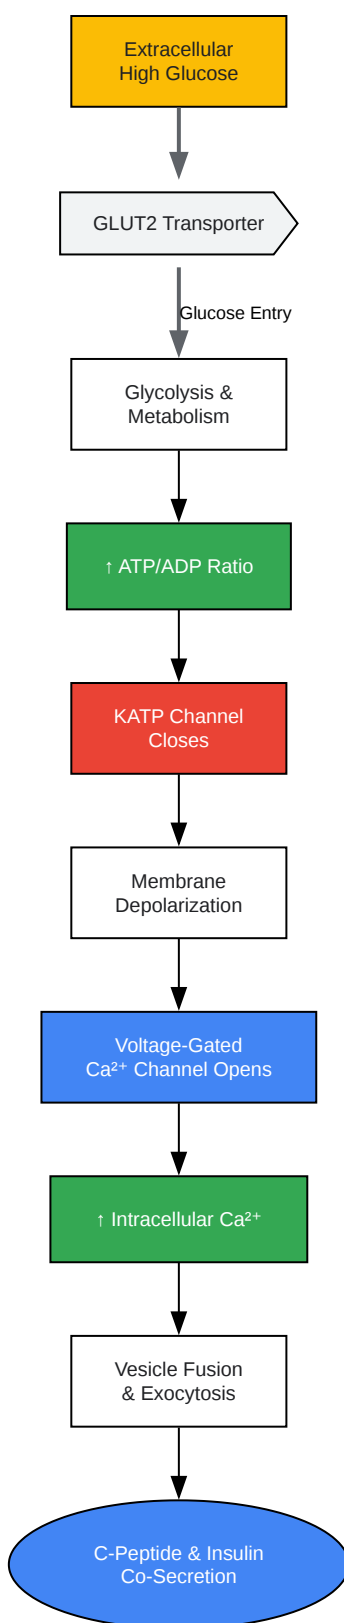 Extracellular
High Glucose
GLUT2 Transporter
Glucose Entry
Glycolysis &
Metabolism
↑ ATP/ADP Ratio
KATP Channel
Closes
Membrane
Depolarization
Voltage-Gated
Ca²⁺ Channel Opens
↑ Intracellular Ca²⁺
Vesicle Fusion
& Exocytosis
C-Peptide & Insulin
Co-Secretion